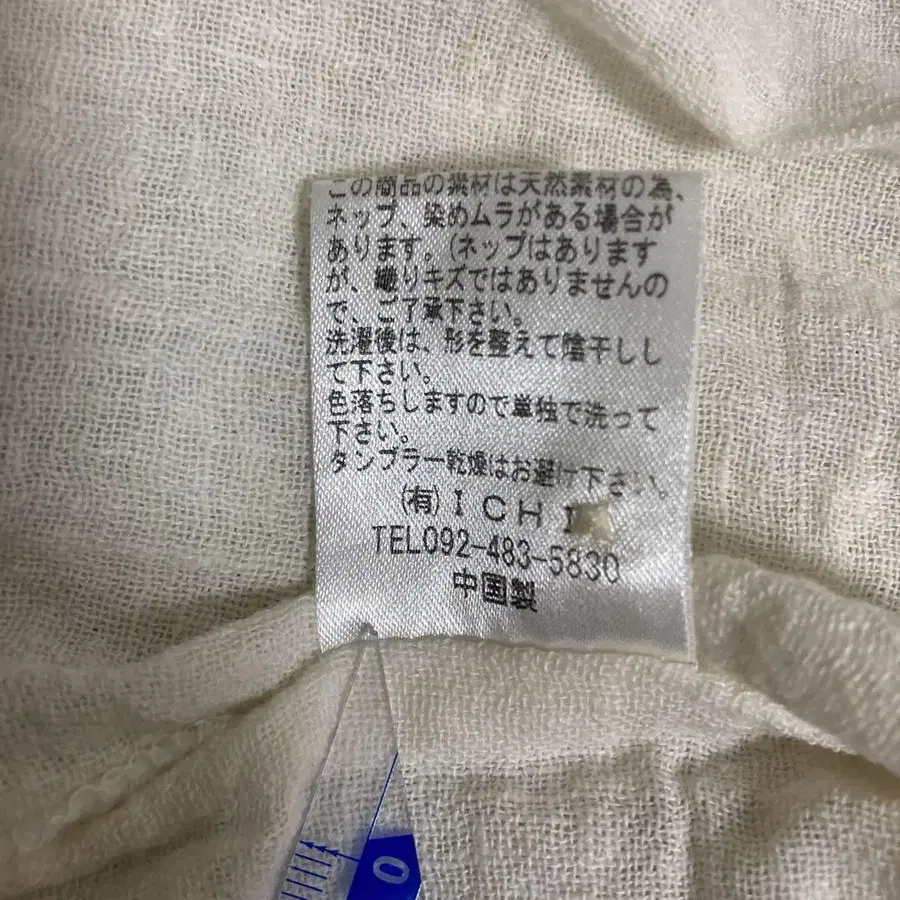 この商品の素材は天然素材の為、
ネップ、染めムラがある場合が
あります。(ネップはあります
が、織りキズではありませんの
で、ご了承下さい。
洗濯後は、形を整えて陰干しし
て下さい。
色落ちしますので単独で洗って
下さい。
タンブラー乾燥はお避け下さい。
(有)ICHI
TEL092-483-5830
中国製
0